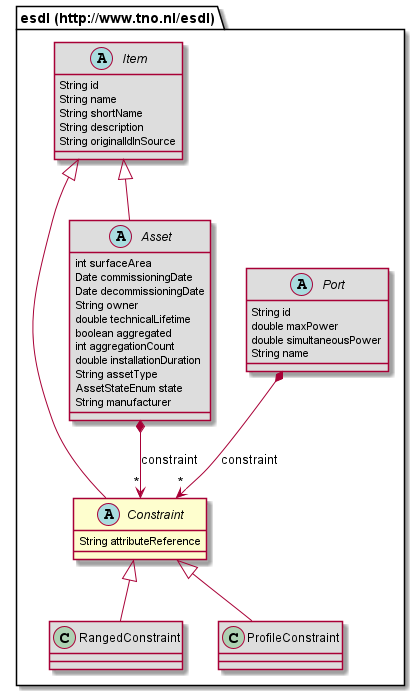 esdl (http://www.tno.nl/esdl)
A Item
String id
String name
String shortName
String description
String originalIdInSource
A Asset
int surfaceArea
Date commissioningDate
Date decommissioningDate
String owner
double technicalLifetime
boolean aggregated
int aggregationCount
double installationDuration
String assetType
AssetStateEnum state
String manufacturer
A Port
String id
double maxPower
double simultaneousPower
String name
constraint
constraint
*
*
A Constraint
String attributeReference
C RangedConstraint
C ProfileConstraint